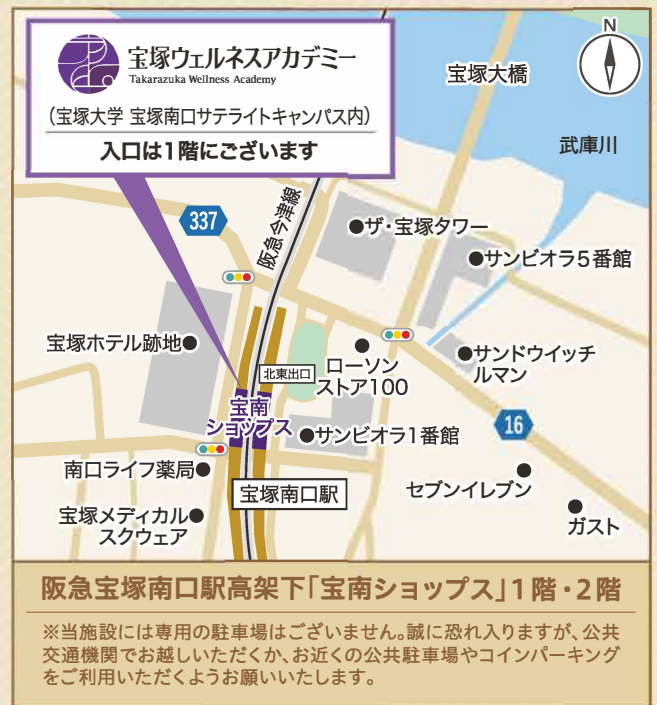 宝塚ウェルネスアカデミー
Takarazuka Wellness Academy
（宝塚大学 宝塚南口サテライトキャンパス内）
入口は1階にございます
N
宝塚大橋
武庫川
337
阪急今津線
●ザ・宝塚タワー
●サンビオラ5番館
宝塚ホテル跡地●
北東出口
ローソン
ストア100
●サンドウイッチ
ルマン
宝南
ショップス
●サンビオラ1番館
16
南口ライフ薬局●
宝塚南口駅
セブンイレブン
宝塚メディカル●
スクウェア
ガスト
阪急宝塚南口駅高架下「宝南ショップス」1階・2階
※当施設には専用の駐車場はございません。誠に恐れ入りますが、公共
交通機関でお越しいただくか、お近くの公共駐車場やコインパーキング
をご利用いただくようお願いいたします。